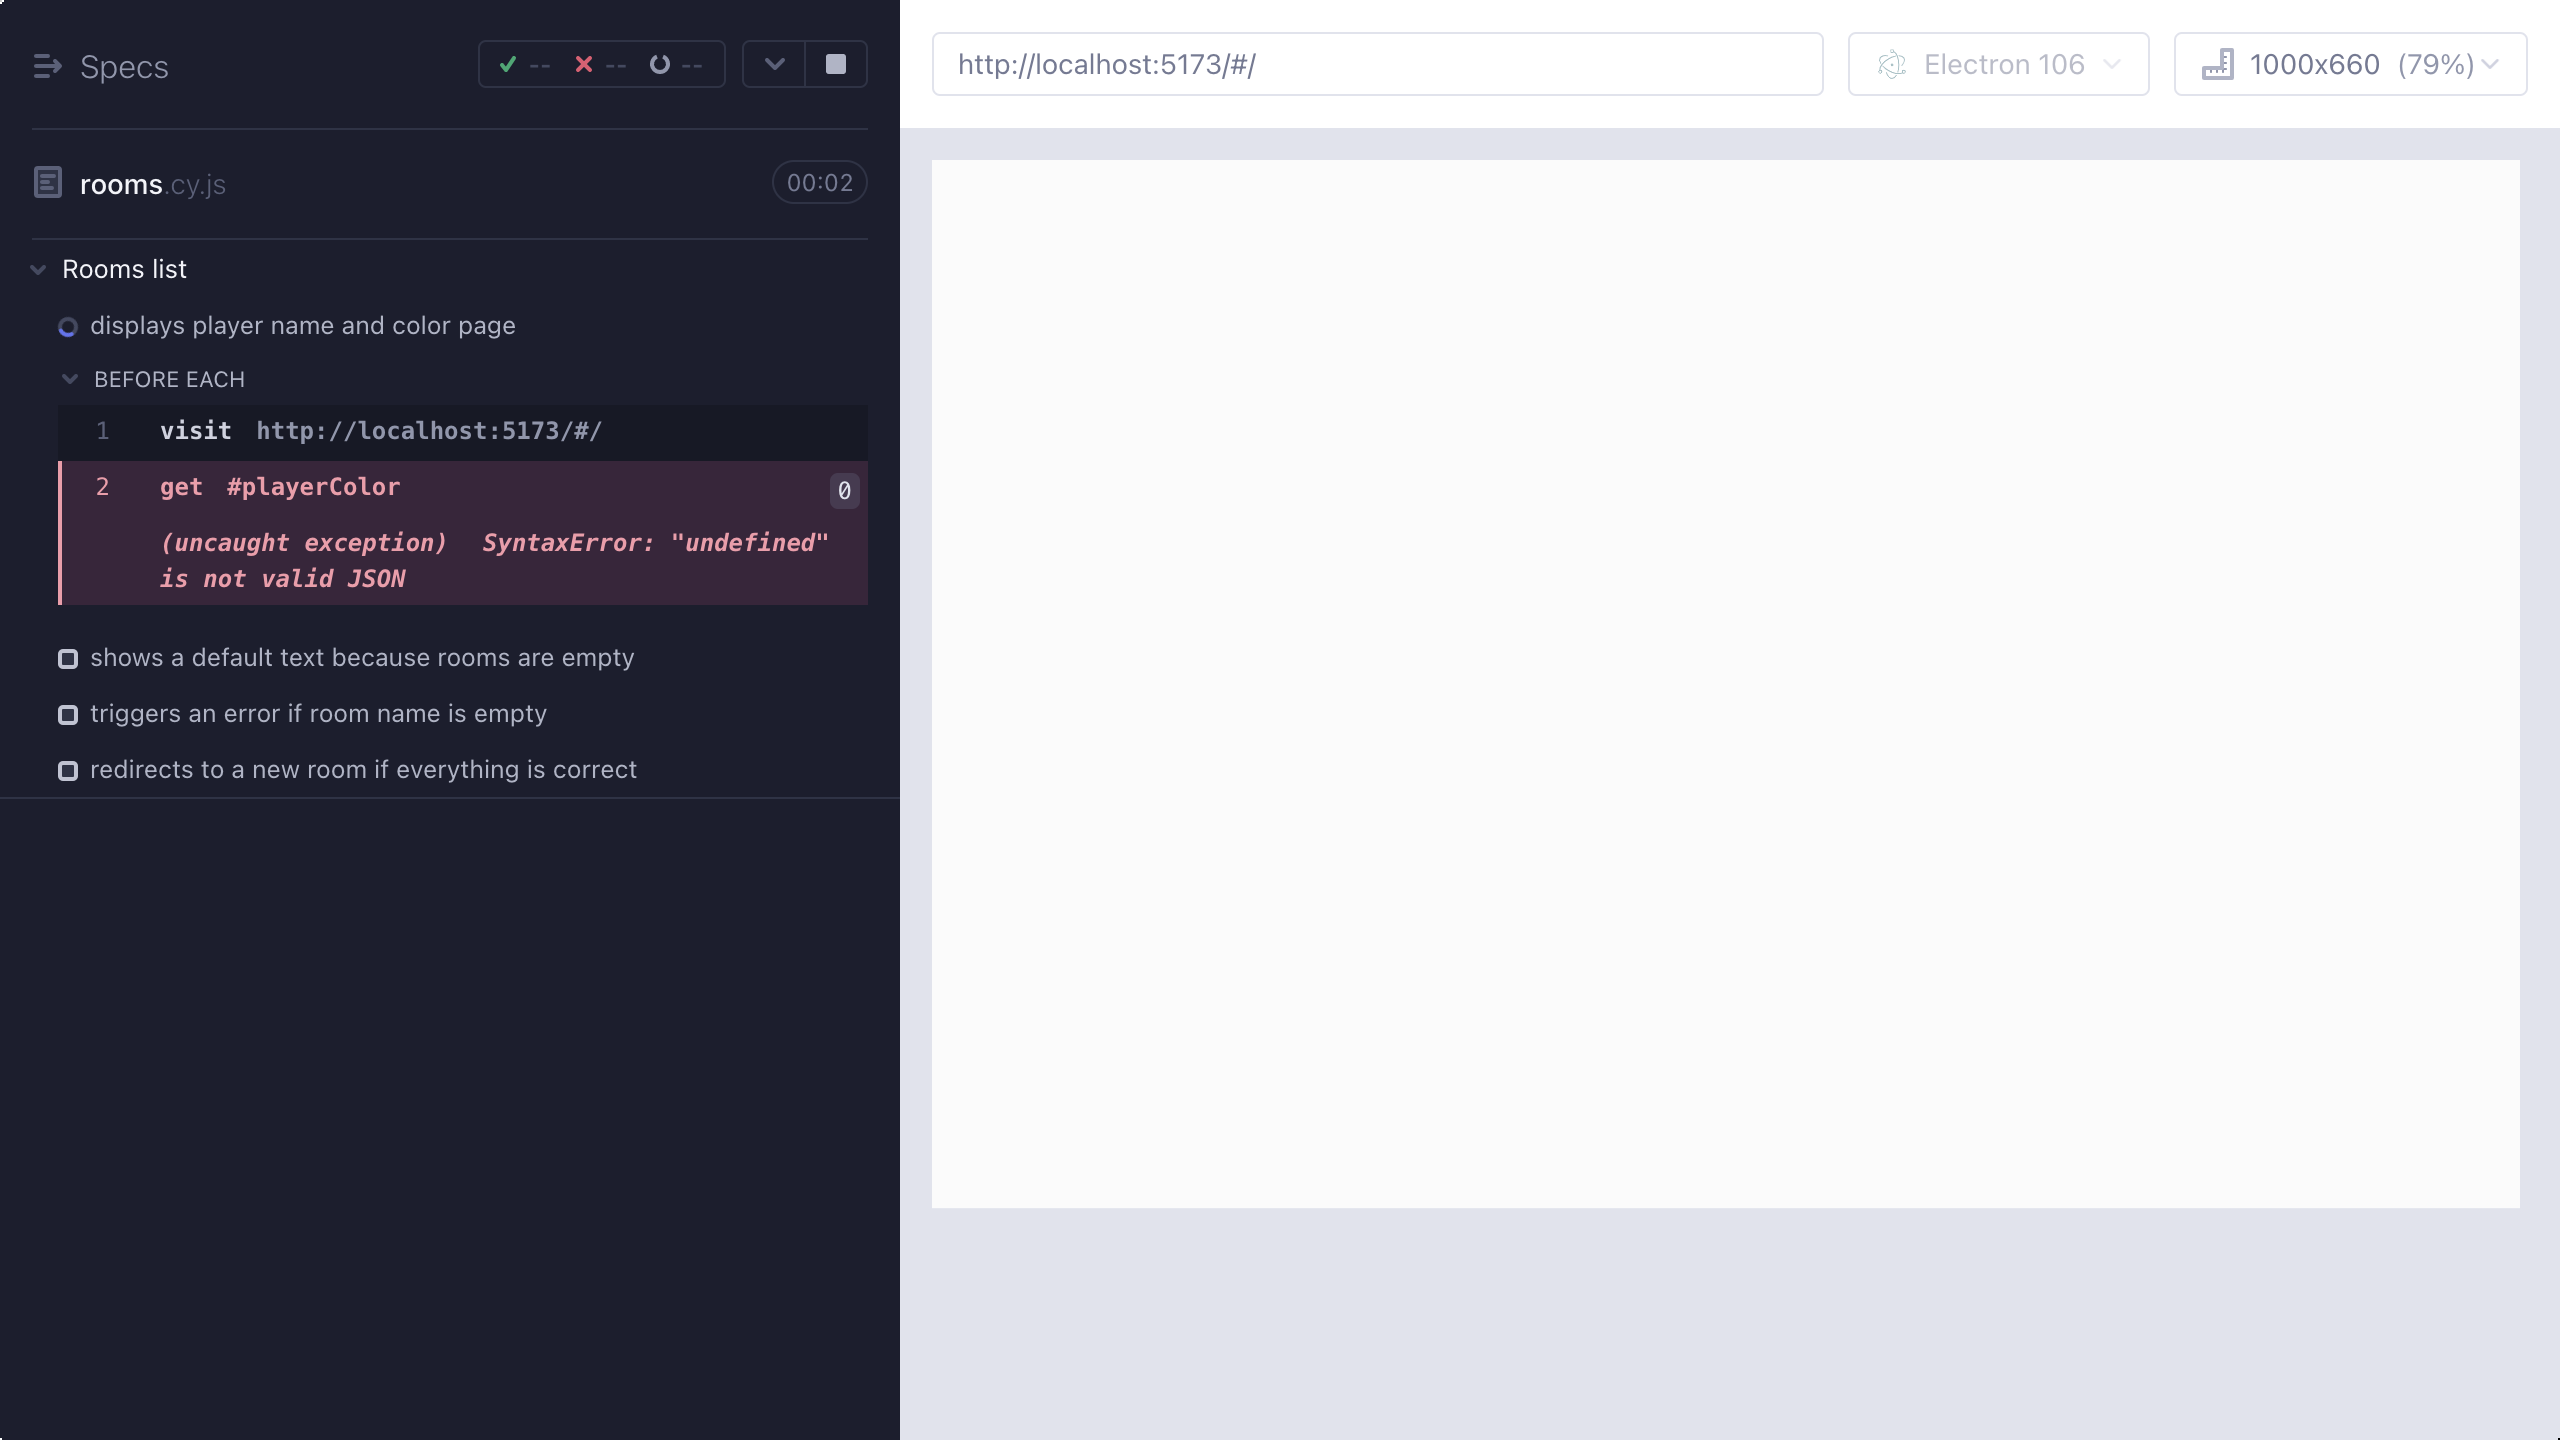 Specs
-- -- --
http://localhost:5173/#/
Electron 106
1000x660 (79%)
rooms.cy.js
00:02
Rooms list
displays player name and color page
BEFORE EACH
1 visit http://localhost:5173/#/
2 get #playerColor 0
(uncaught exception) SyntaxError: "undefined"
is not valid JSON
shows a default text because rooms are empty
triggers an error if room name is empty
redirects to a new room if everything is correct